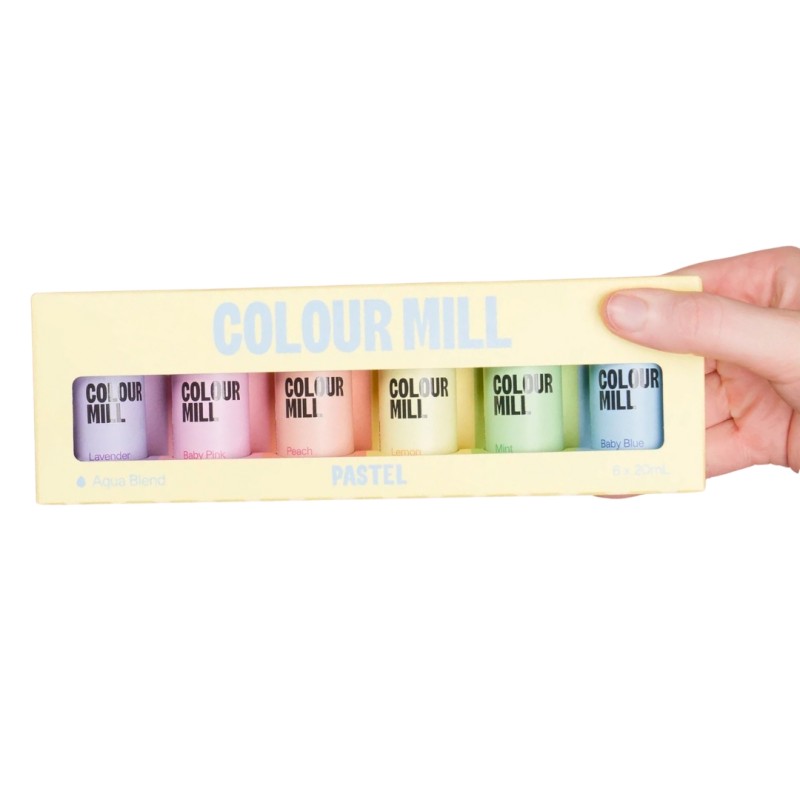 COLOUR MILL
COLOUR
MILL
Lavender
COLOUR
MILL
Baby Pink
COLOUR
MILL
Peach
COLOUR
MILL
Lemon
COLOUR
MILL
Mint
COLOUR
MILL
Baby Blue
Aqua Blend
PASTEL
6 x 20mL